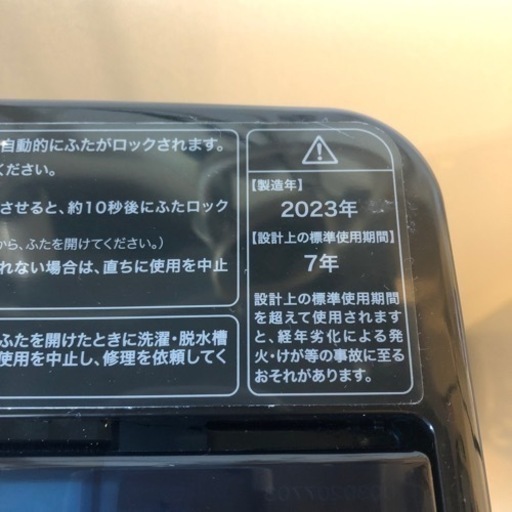 自動的にふたがロックされます。
ください。
させると、約10秒後にふたロック
から、ふたを開けてください。）
れない場合は、直ちに使用を中止
ふたを開けたときに洗濯・脱水槽
使用を中止し、修理を依頼してく
【製造年】
2023年
【設計上の標準使用期間】
7年
設計上の標準使用期間
を超えて使用されます
と、経年劣化による発
火・けが等の事故に至る
おそれがあります。